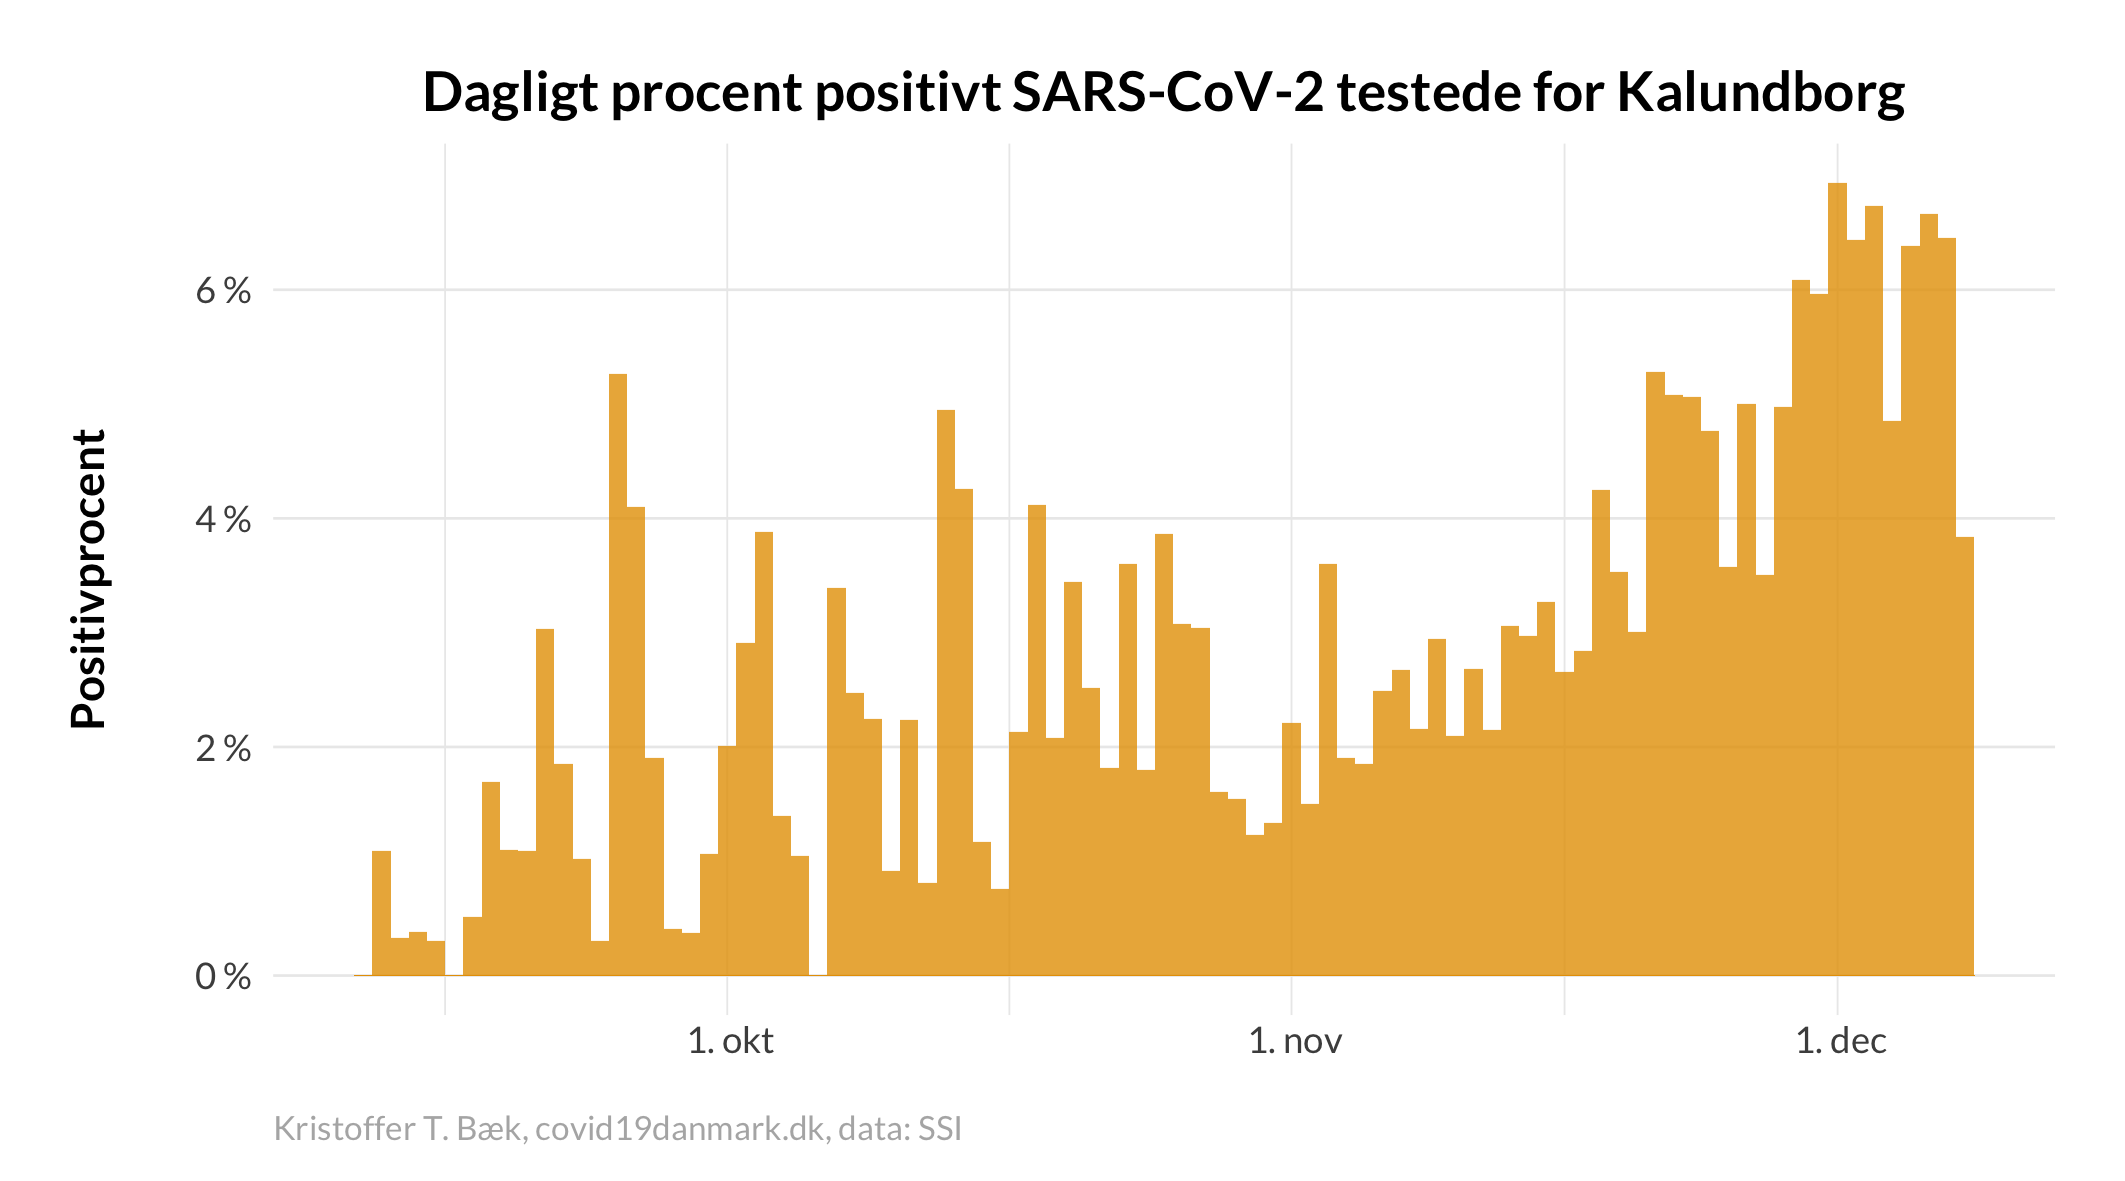 Dagligt procent positivt SARS-CoV-2 testede for Kalundborg
Positivprocent
6 %
4 %
2 %
0 %
1. okt
1. nov
1. dec
Kristoffer T. Bæk, covid19danmark.dk, data: SSI